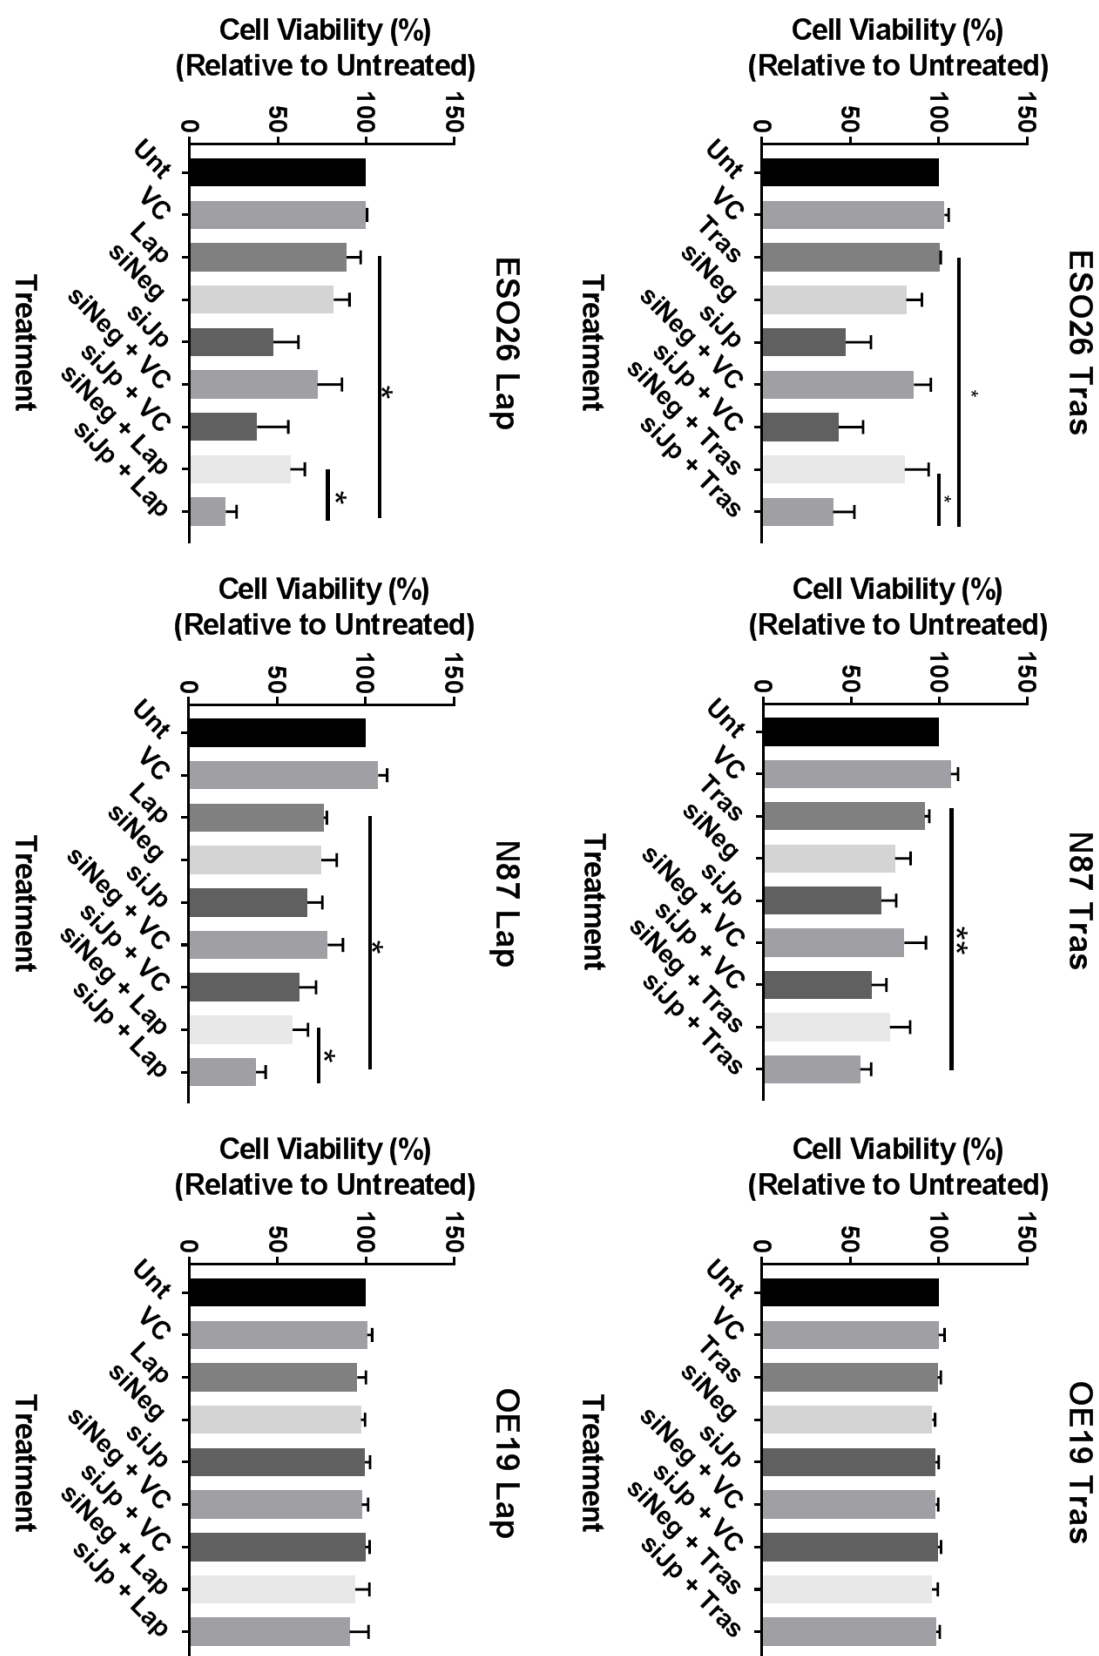 ESO26 Tras
Cell Viability (%)
(Relative to Untreated)
150
100
50
0
Unt
VC
Tras
siNeg
siJp
siNeg + VC
siJp + VC
siNeg + Tras
siJp + Tras
*
*
Treatment
N87 Tras
Cell Viability (%)
(Relative to Untreated)
150
100
50
0
Unt
VC
Tras
siNeg
siJp
siNeg + VC
siJp + VC
siNeg + Tras
siJp + Tras
**
Treatment
OE19 Tras
Cell Viability (%)
(Relative to Untreated)
150
100
50
0
Unt
VC
Tras
siNeg
siJp
siNeg + VC
siJp + VC
siNeg + Tras
siJp + Tras
Treatment
ESO26 Lap
Cell Viability (%)
(Relative to Untreated)
150
100
50
0
Unt
VC
Lap
siNeg
siJp
siNeg + VC
siJp + VC
siNeg + Lap
siJp + Lap
*
*
Treatment
N87 Lap
Cell Viability (%)
(Relative to Untreated)
150
100
50
0
Unt
VC
Lap
siNeg
siJp
siNeg + VC
siJp + VC
siNeg + Lap
siJp + Lap
*
*
Treatment
OE19 Lap
Cell Viability (%)
(Relative to Untreated)
150
100
50
0
Unt
VC
Lap
siNeg
siJp
siNeg + VC
siJp + VC
siNeg + Lap
siJp + Lap
Treatment